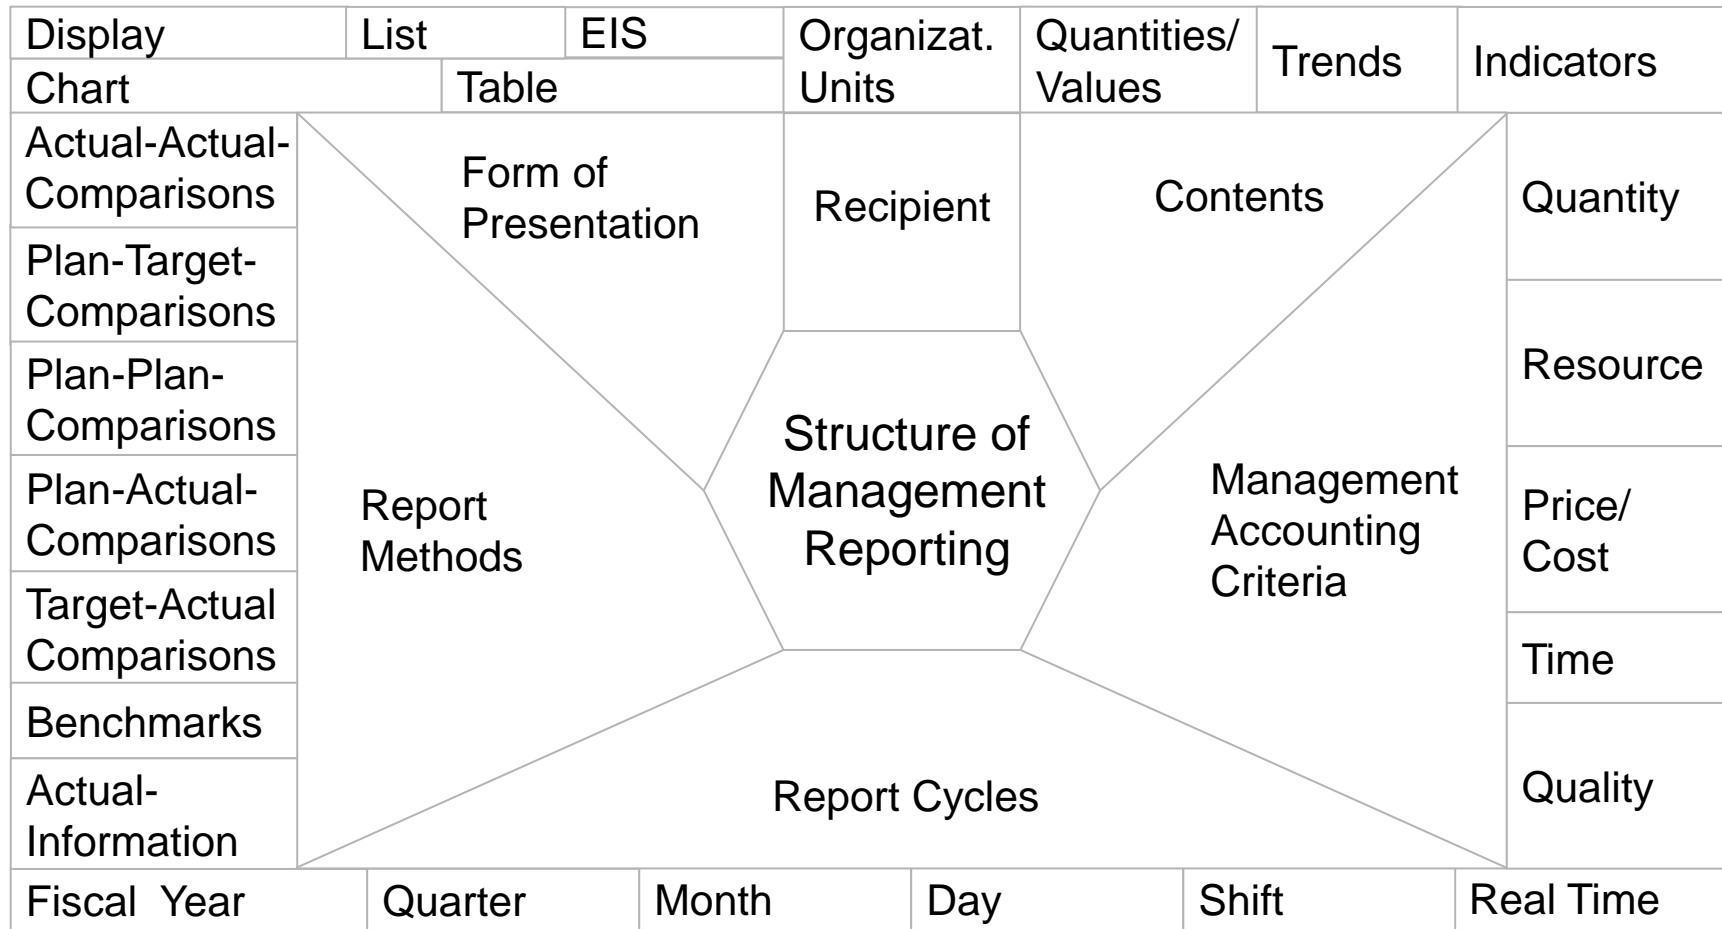 Display
List
EIS
Organizat.
Units
Quantities/
Values
Trends
Indicators
Chart
Table
Actual-Actual-
Comparisons
Plan-Target-
Comparisons
Plan-Plan-
Comparisons
Plan-Actual-
Comparisons
Target-Actual
Comparisons
Benchmarks
Actual-
Information
Form of
Presentation
Recipient
Contents
Report
Methods
Structure of
Management
Reporting
Management
Accounting
Criteria
Report Cycles
Quantity
Resource
Price/
Cost
Time
Quality
Fiscal Year
Quarter
Month
Day
Shift
Real Time